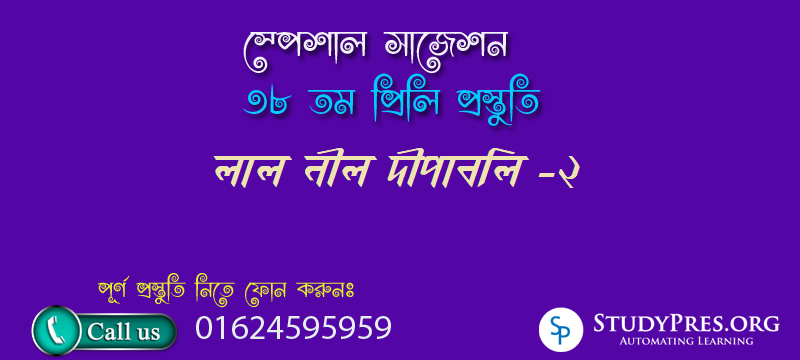 স্পেশাল সাজেশন
৩৮ তম প্রিলি প্রস্তুতি
লাল নীল দীপাবলি -২
পূর্ণ প্রস্তুতি নিতে ফোন করুনঃ
Call us 01624595959
SP STUDYPRES.ORG
AUTOMATING LEARNING